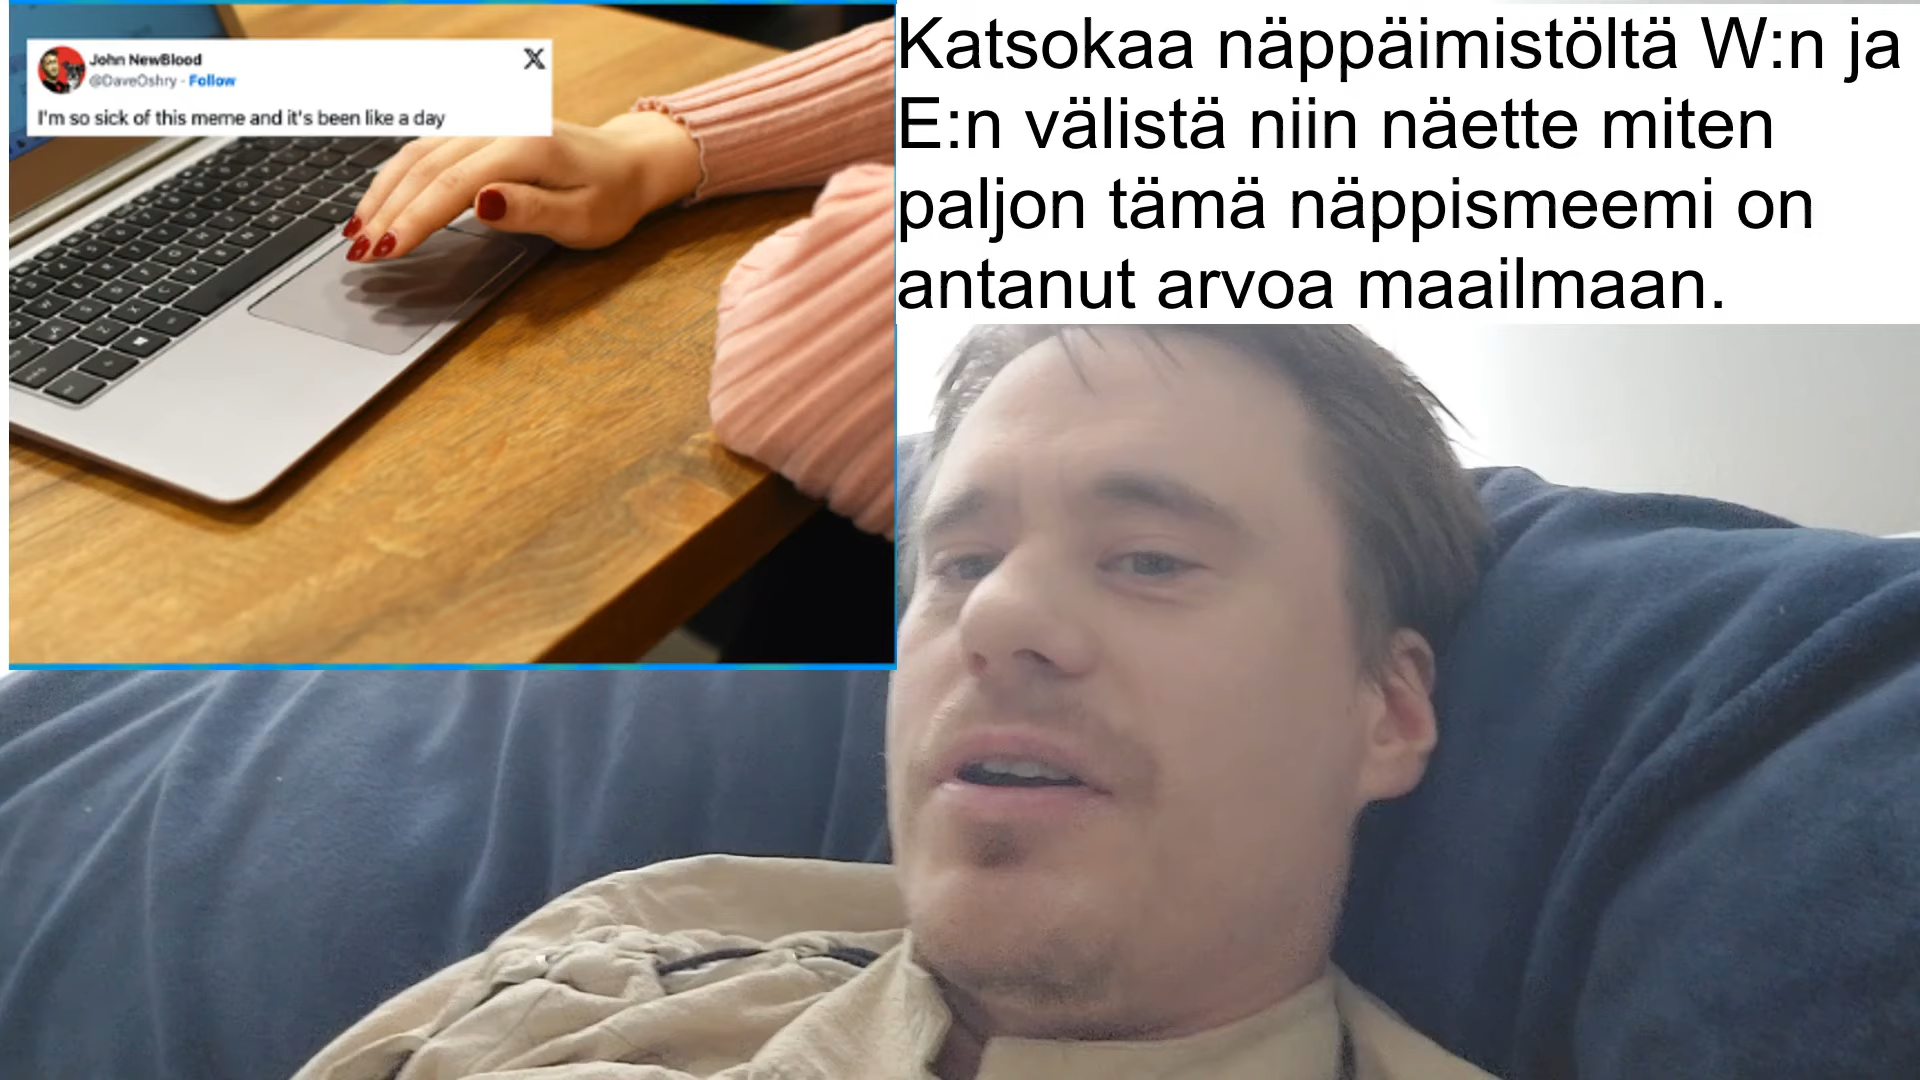 John NewBlood
@DaveOshry · Follow
I'm so sick of this meme and it's been like a day
Katsokaa näppäimistöltä W:n ja
E:n välistä niin näette miten
paljon tämä näppismeemi on
antanut arvoa maailmaan.